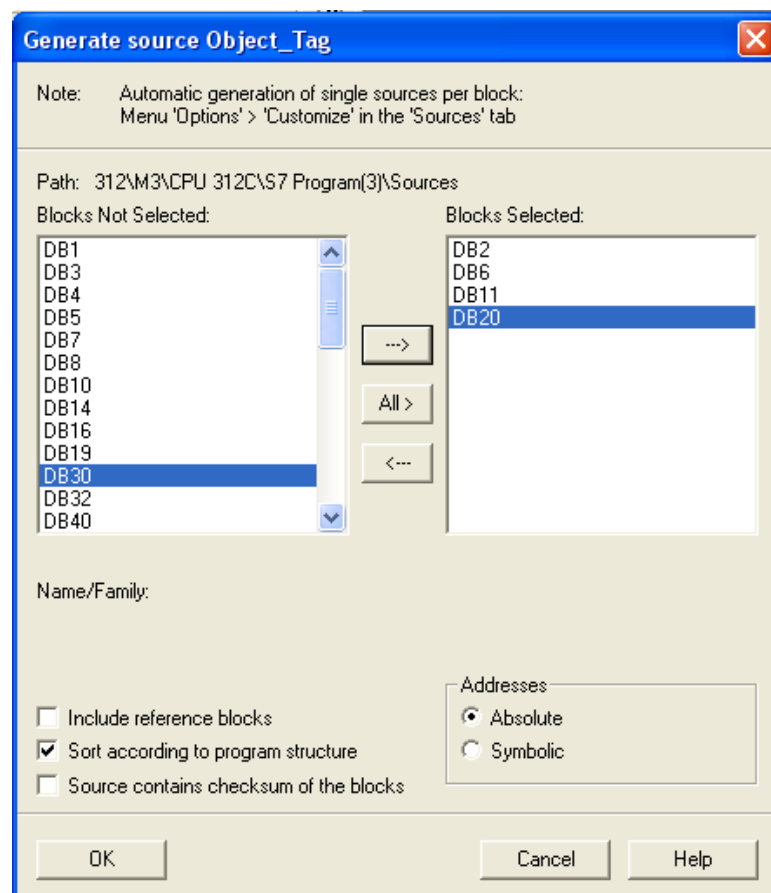 Generate source Object_Tag
Note: Automatic generation of single sources per block:
Menu 'Options' > 'Customize' in the 'Sources' tab
Path: 312\M3\CPU 312C\S7 Program(3)\Sources
Blocks Not Selected:
Blocks Selected:
DB1
DB3
DB4
DB5
DB7
DB8
DB10
DB14
DB16
DB19
DB30
DB32
DB40
--->
All >
<---
DB2
DB6
DB11
DB20
Name/Family:
Include reference blocks
Sort according to program structure
Source contains checksum of the blocks
Addresses
Absolute
Symbolic
OK
Cancel
Help